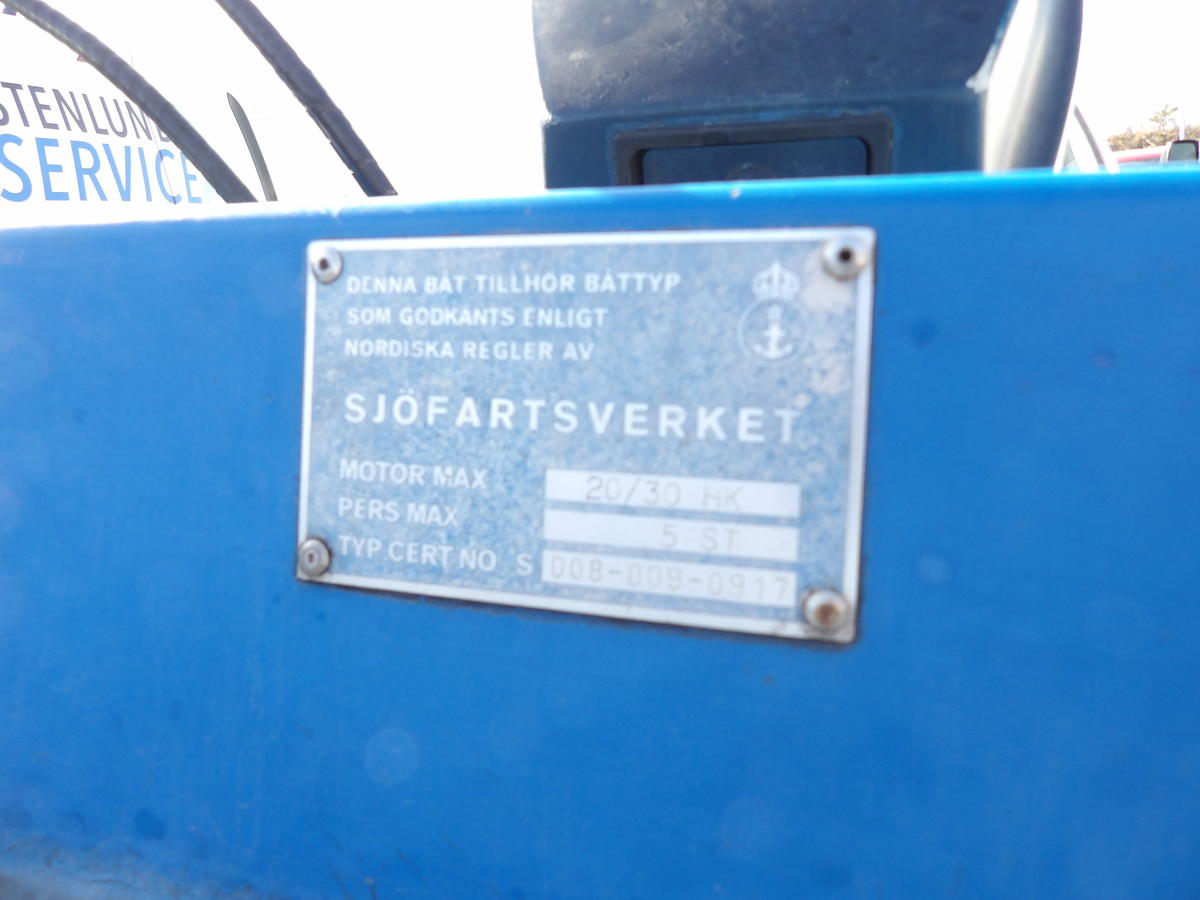 STENLUND
SERVICE
DENNA BÅT TILLHÖR BÅTTYP
SOM GODKÄNTS ENLIGT
NORDISKA REGLER AV
SJÖFARTSVERKET
MOTOR MAX 20/30 HK
PERS MAX 5 ST
TYP CERT NO S 008-009-0917